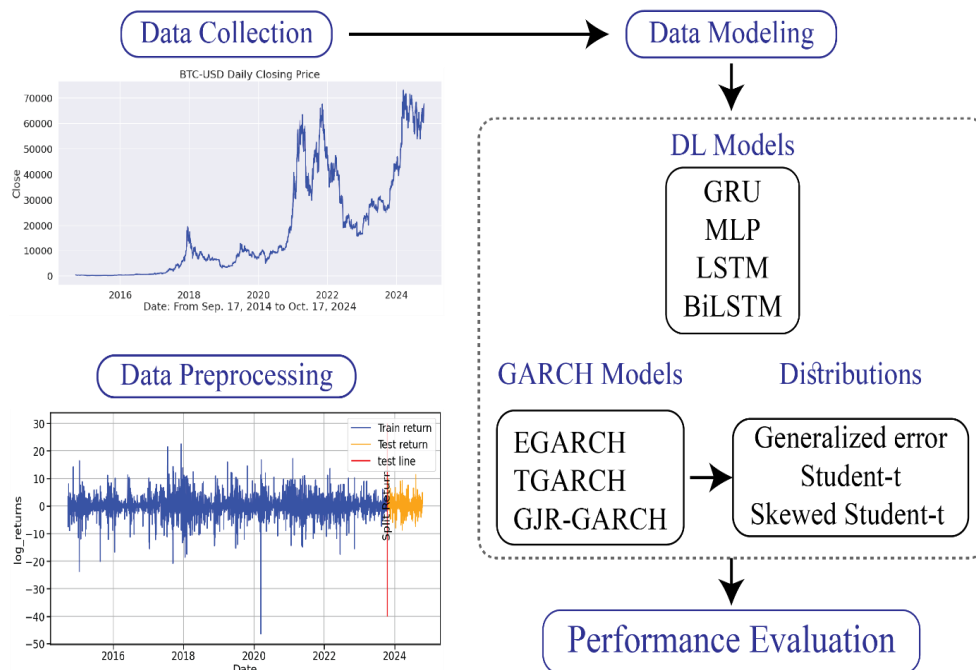 Data Collection
Data Modeling
BTC-USD Daily Closing Price
70000
60000
50000
40000
30000
20000
10000
0
Close
2016 2018 2020 2022 2024
Date: From Sep. 17, 2014 to Oct. 17, 2024
Data Preprocessing
30
20
10
0
−10
−20
−30
−40
−50
log_returns
Train return
Test return
test line
Split Return
2016 2018 2020 2022 2024
Date
DL Models
GRU
MLP
LSTM
BiLSTM
GARCH Models
EGARCH
TGARCH
GJR-GARCH
Distributions
Generalized error
Student-t
Skewed Student-t
Performance Evaluation